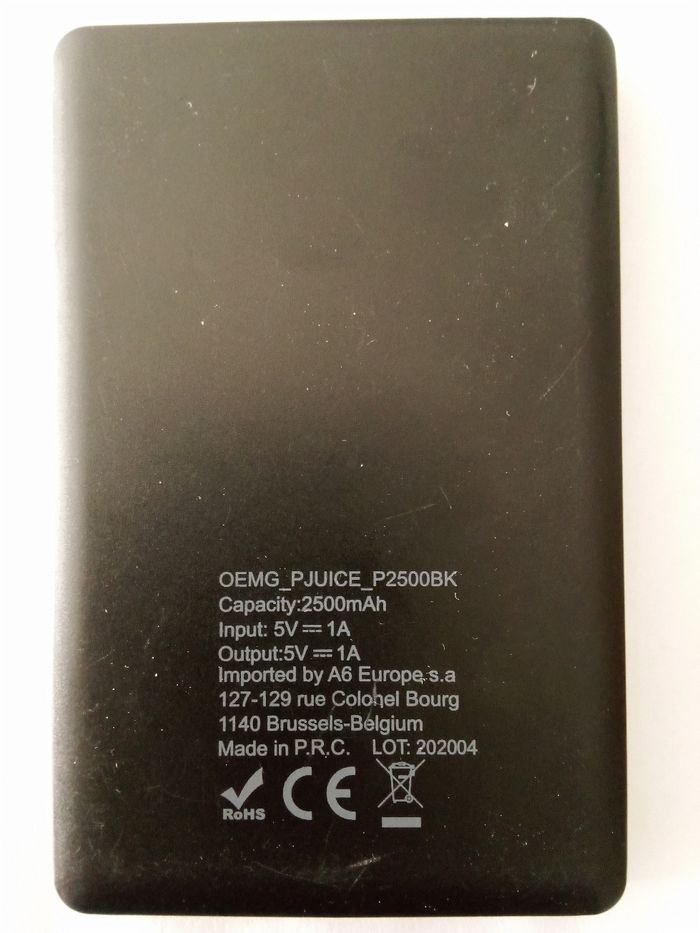 OEMG_PJUICE_P2500BK
Capacity:2500mAh
Input: 5V⎓1A
Output:5V⎓1A
Imported by A6 Europe s.a
127-129 rue Colonel Bourg
1140 Brussels-Belgium
Made in P.R.C. LOT: 202004
RoHS CE